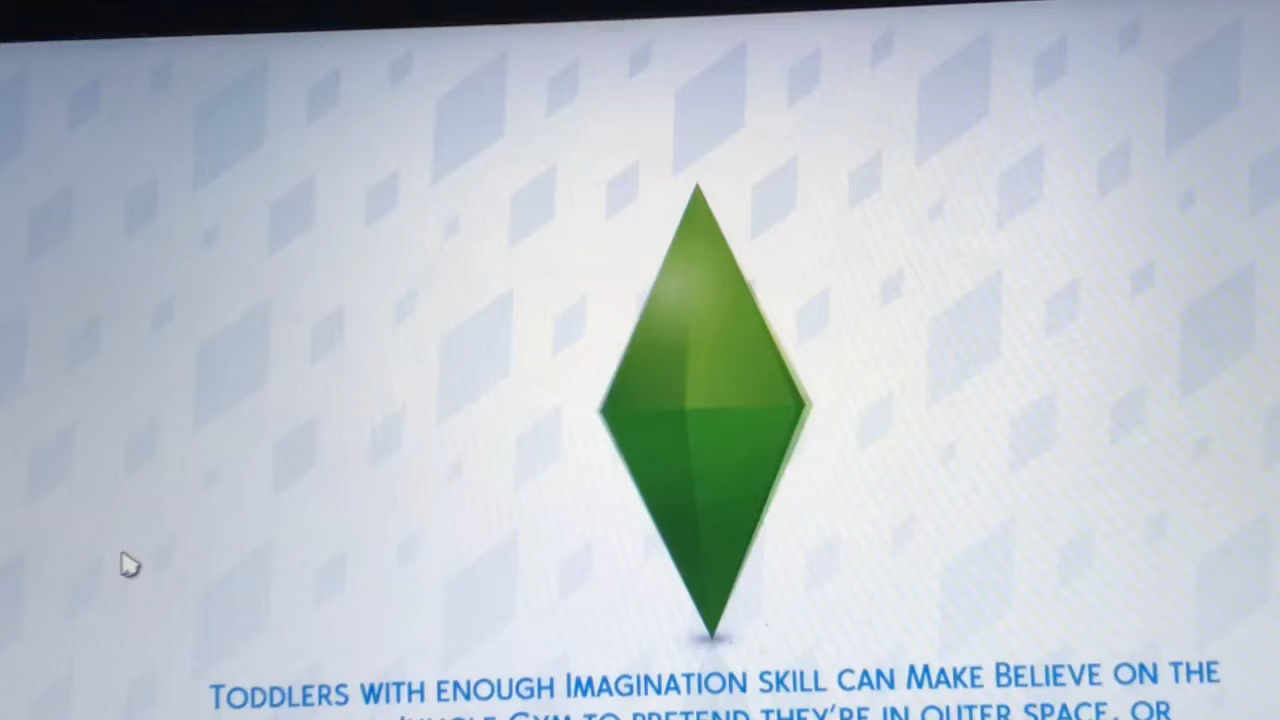 TODDLERS WITH ENOUGH IMAGINATION SKILL CAN MAKE BELIEVE ON THE
JUNGLE GYM TO PRETEND THEY'RE IN OUTER SPACE, OR